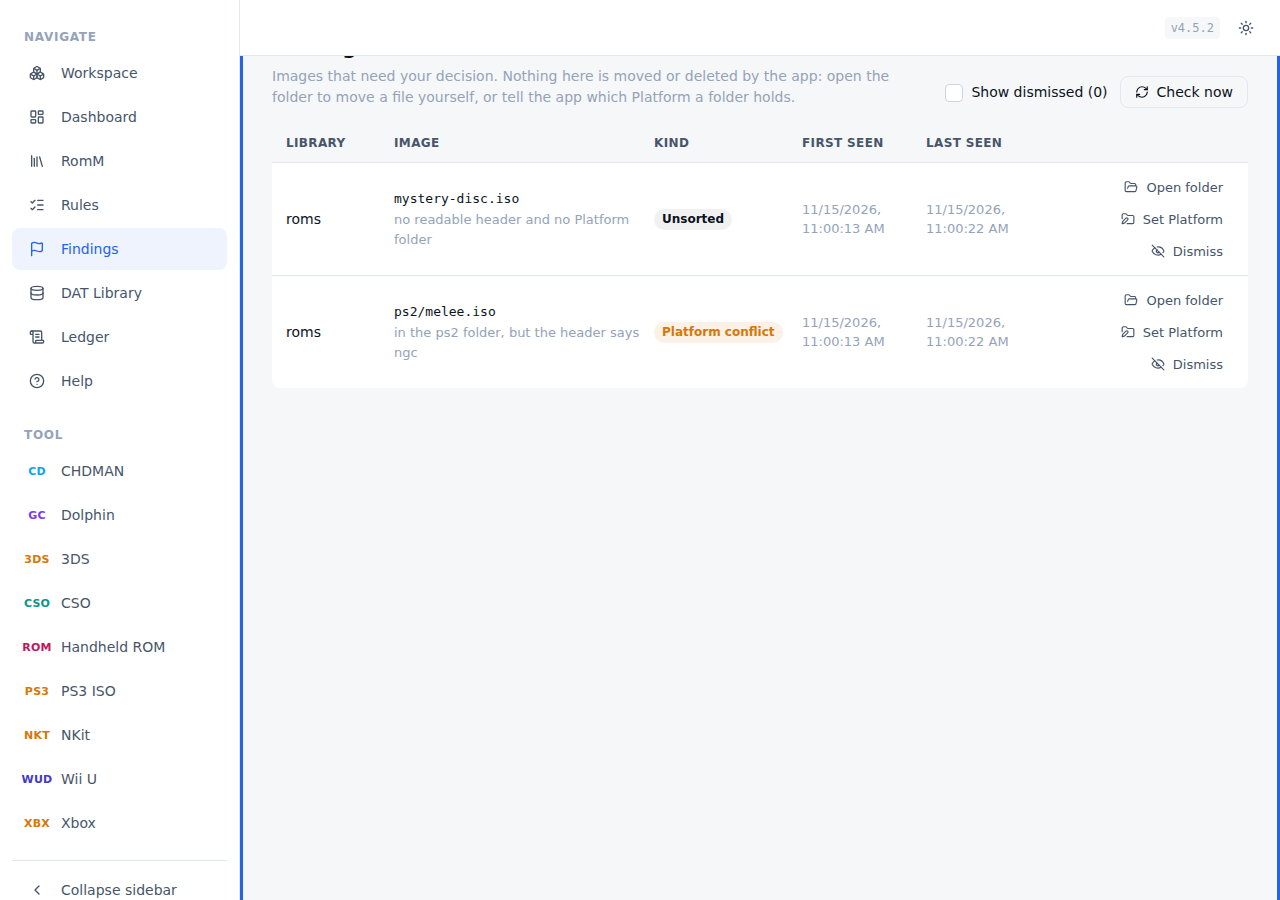 NAVIGATE
Workspace
Dashboard
RomM
Rules
Findings
DAT Library
Ledger
Help
TOOL
CD CHDMAN
GC Dolphin
3DS 3DS
CSO CSO
ROM Handheld ROM
PS3 PS3 ISO
NKT NKit
WUD Wii U
XBX Xbox
Collapse sidebar
v4.5.2
Images that need your decision. Nothing here is moved or deleted by the app: open the
folder to move a file yourself, or tell the app which Platform a folder holds.
Show dismissed (0)
Check now
LIBRARY IMAGE KIND FIRST SEEN LAST SEEN
roms
mystery-disc.iso
no readable header and no Platform
folder
Unsorted
11/15/2026,
11:00:13 AM
11/15/2026,
11:00:22 AM
Open folder
Set Platform
Dismiss
roms
ps2/melee.iso
in the ps2 folder, but the header says
ngc
Platform conflict
11/15/2026,
11:00:13 AM
11/15/2026,
11:00:22 AM
Open folder
Set Platform
Dismiss